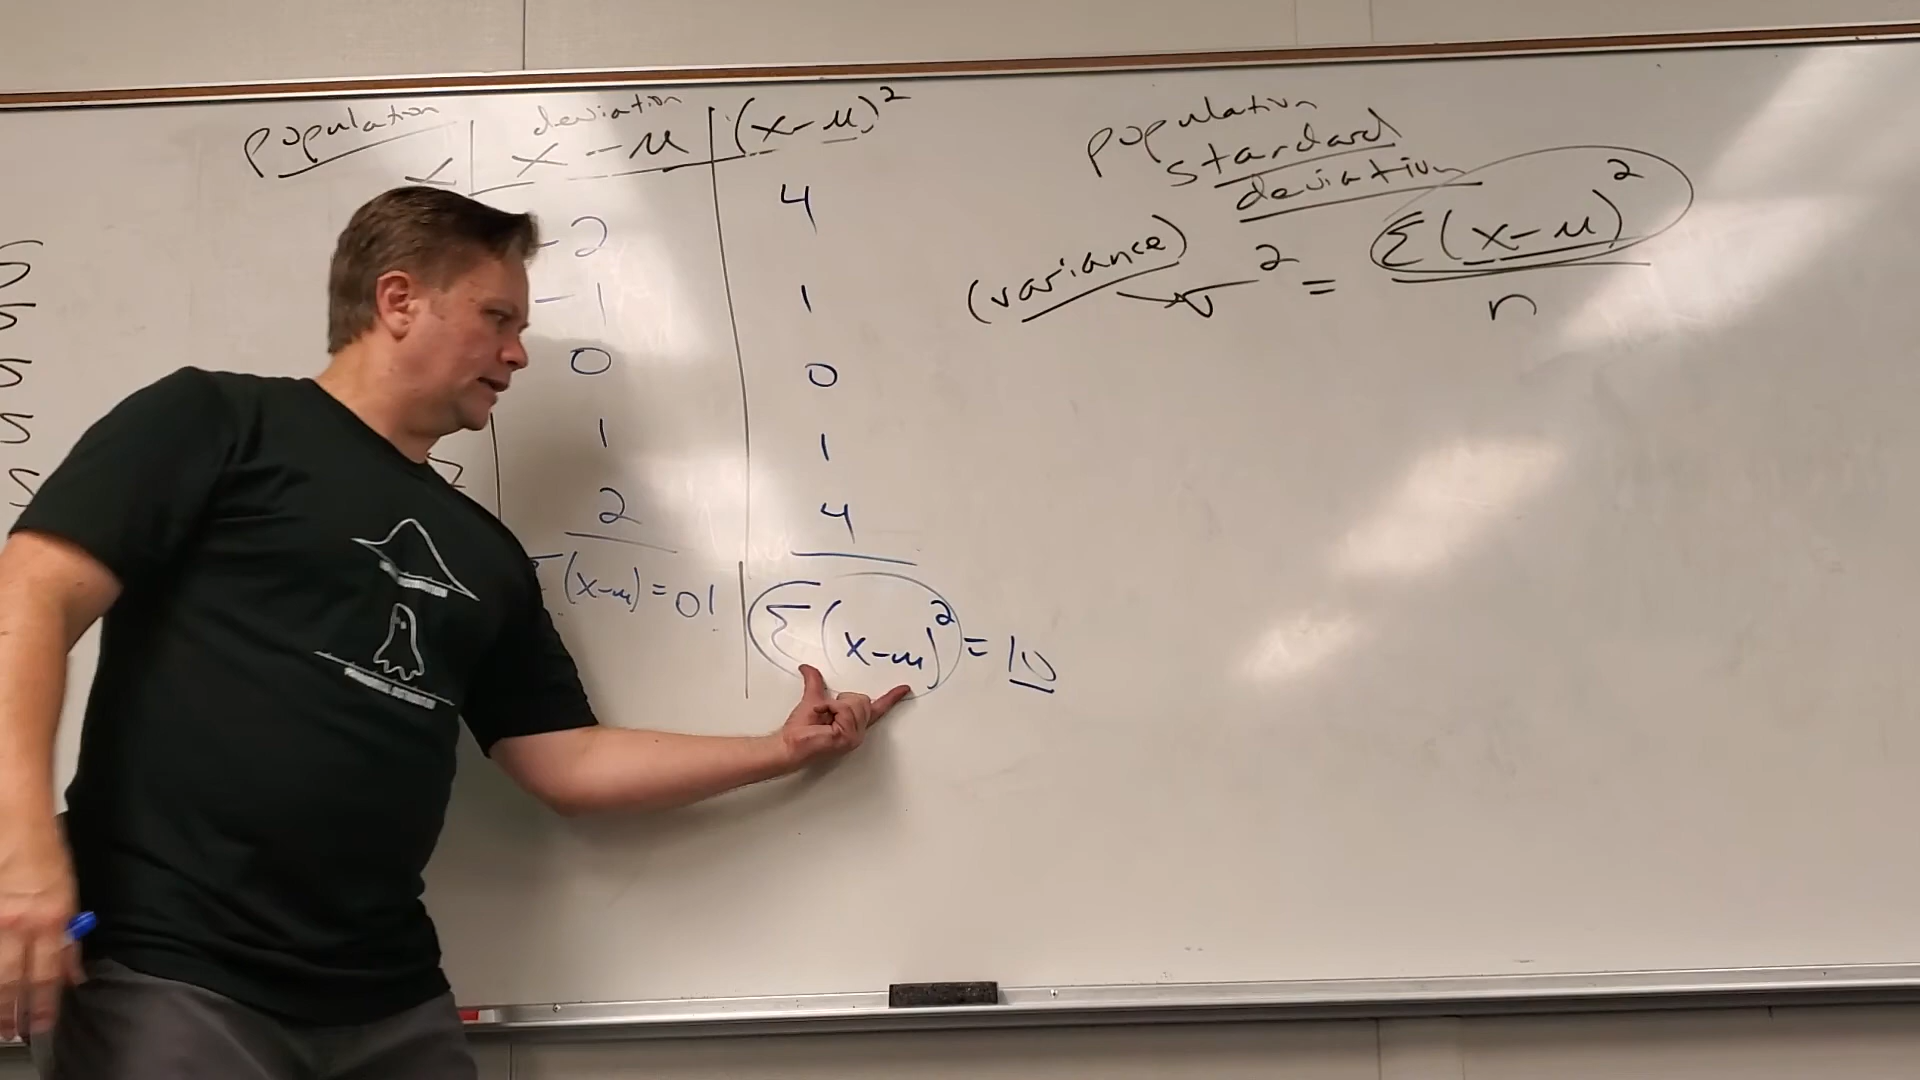 population
deviation
x | x - μ | (x-μ)²
-2 4
-1 1
0 0
1 1
2 4
(x-μ) = 0!
Σ(x-μ)² = 10
population
standard
deviation
(variance) σ² = Σ(x-μ)²
n